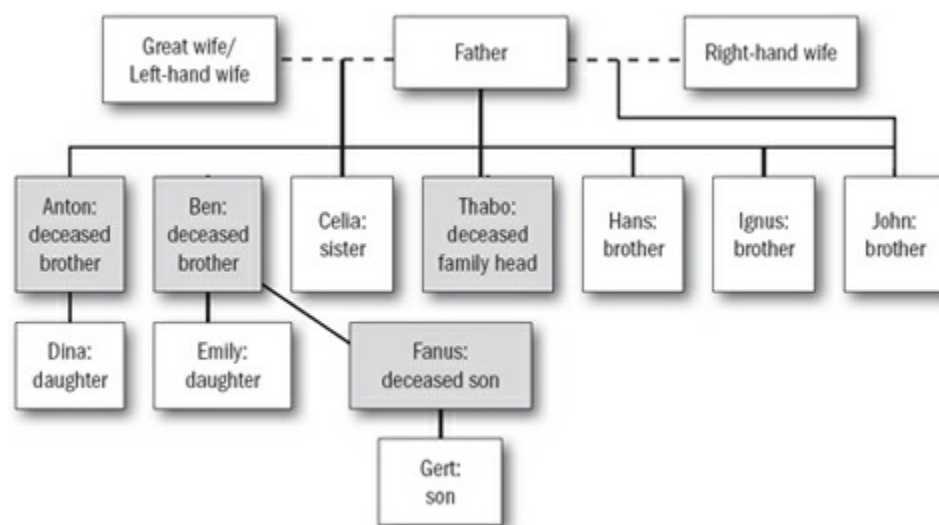 Great wife/
Left-hand wife
Father
Right-hand wife
Anton:
deceased
brother
Ben:
deceased
brother
Celia:
sister
Thabo:
deceased
family head
Hans:
brother
Ignus:
brother
John:
brother
Dina:
daughter
Emily:
daughter
Fanus:
deceased son
Gert:
son